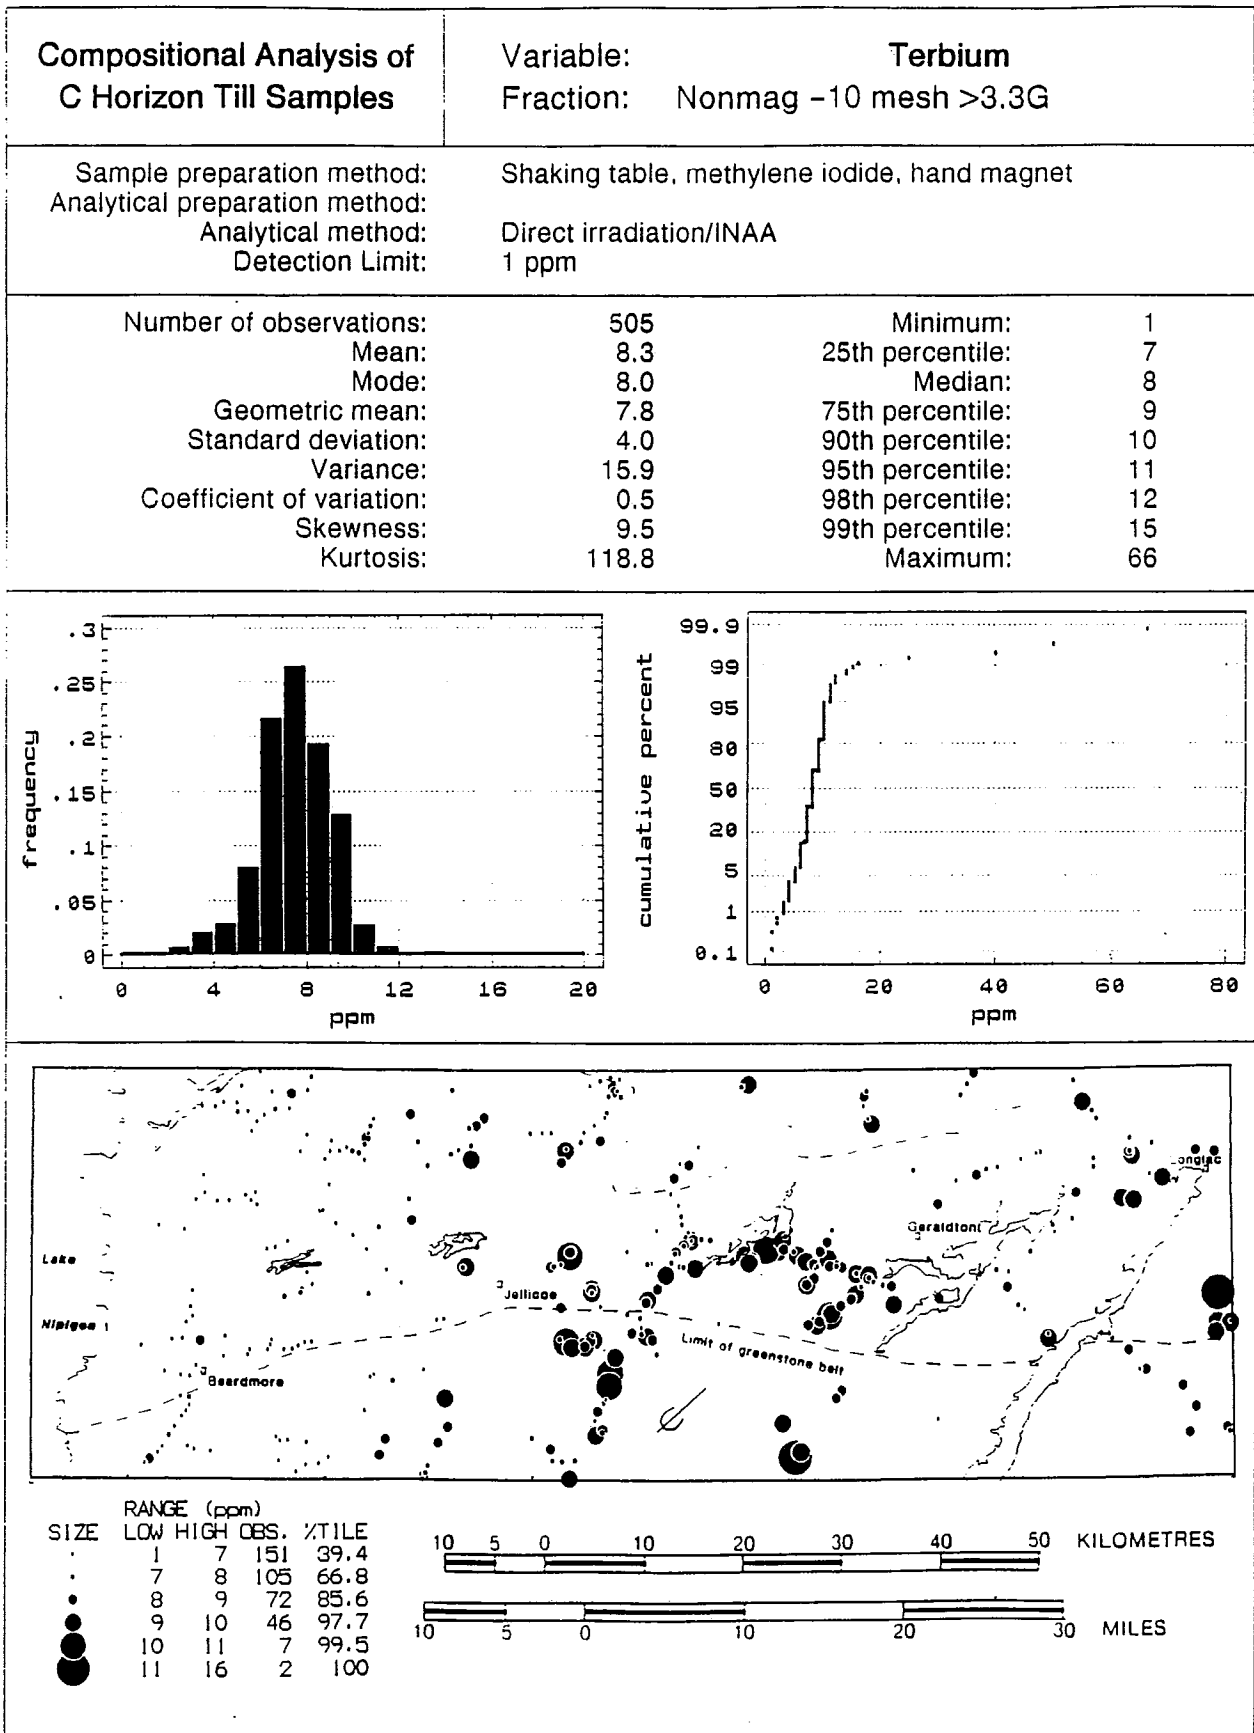 Compositional Analysis of
C Horizon Till Samples
Variable: Terbium
Fraction: Nonmag -10 mesh >3.3G
Sample preparation method: Shaking table, methylene iodide, hand magnet
Analytical preparation method:
Analytical method: Direct irradiation/INAA
Detection Limit: 1 ppm
Number of observations: 505 Minimum: 1
Mean: 8.3 25th percentile: 7
Mode: 8.0 Median: 8
Geometric mean: 7.8 75th percentile: 9
Standard deviation: 4.0 90th percentile: 10
Variance: 15.9 95th percentile: 11
Coefficient of variation: 0.5 98th percentile: 12
Skewness: 9.5 99th percentile: 15
Kurtosis: 118.8 Maximum: 66
frequency
.3
.25
.2
.15
.1
.05
0
0 4 8 12 16 20
ppm
cumulative percent
99.9
99
95
80
50
20
5
1
0.1
0 20 40 60 80
ppm
Geraldton
Lake
Jellicoe
Nipigon
Limit of greenstone belt
Beardmore
RANGE (ppm)
SIZE LOW HIGH OBS. %TILE
1 7 151 39.4
7 8 105 66.8
8 9 72 85.6
9 10 46 97.7
10 11 7 99.5
11 16 2 100
10 5 0 10 20 30 40 50 KILOMETRES
10 5 0 10 20 30 MILES